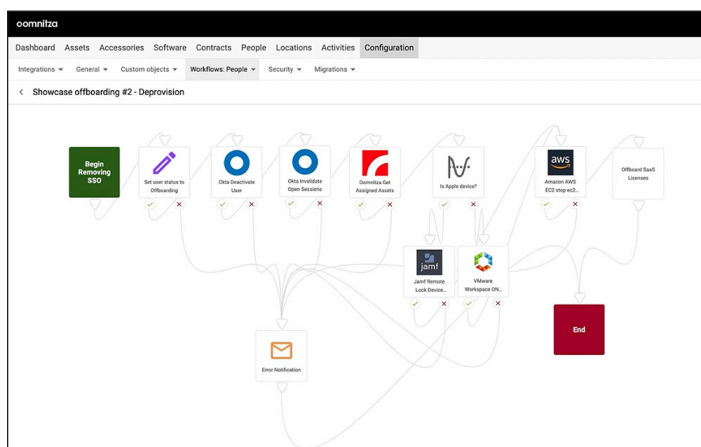 oomnitza
Dashboard Assets Accessories Software Contracts People Locations Activities Configuration
Integrations General Custom objects Workflows: People Security Migrations
Showcase offboarding #2 - Deprovision
Begin
Removing
SSO
Set user status to
Offboarding
Okta Deactivate
User
Okta Invalidate
Open Sessions
Oomnitza Get
Assigned Assets
Is Apple device?
aws
Amazon AWS
EC2 stop ec2...
Offboard SaaS
Licenses
jamf
Jamf Remote
Lock Device...
VMware
Workspace ON...
Error Notification
End